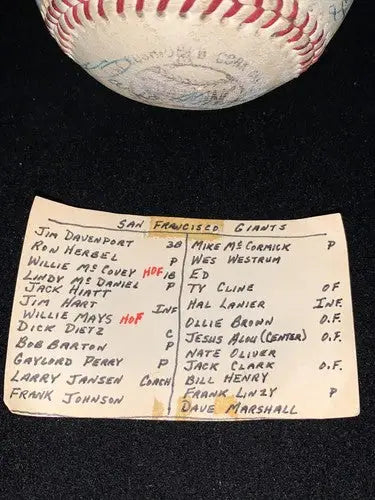 SAN FRANCISCO GIANTS
JIM DAVENPORT 3B
RON HERBEL P
WILLIE McCOVEY HOF 1B
LINDY McDANIEL P
JACK HIATT
JIM HART INF
WILLIE MAYS HOF
DICK DIETZ C
BOB BARTON P
GAYLORD PERRY P
LARRY JANSEN COACH
FRANK JOHNSON
MIKE McCORMICK P
WES WESTRUM
ED
TY CLINE O.F
HAL LANIER INF.
OLLIE BROWN O.F.
JESUS ALOU (CENTER) O.F.
NATE OLIVER
JACK CLARK O.F.
BILL HENRY
FRANK LINZY P
DAVE MARSHALL